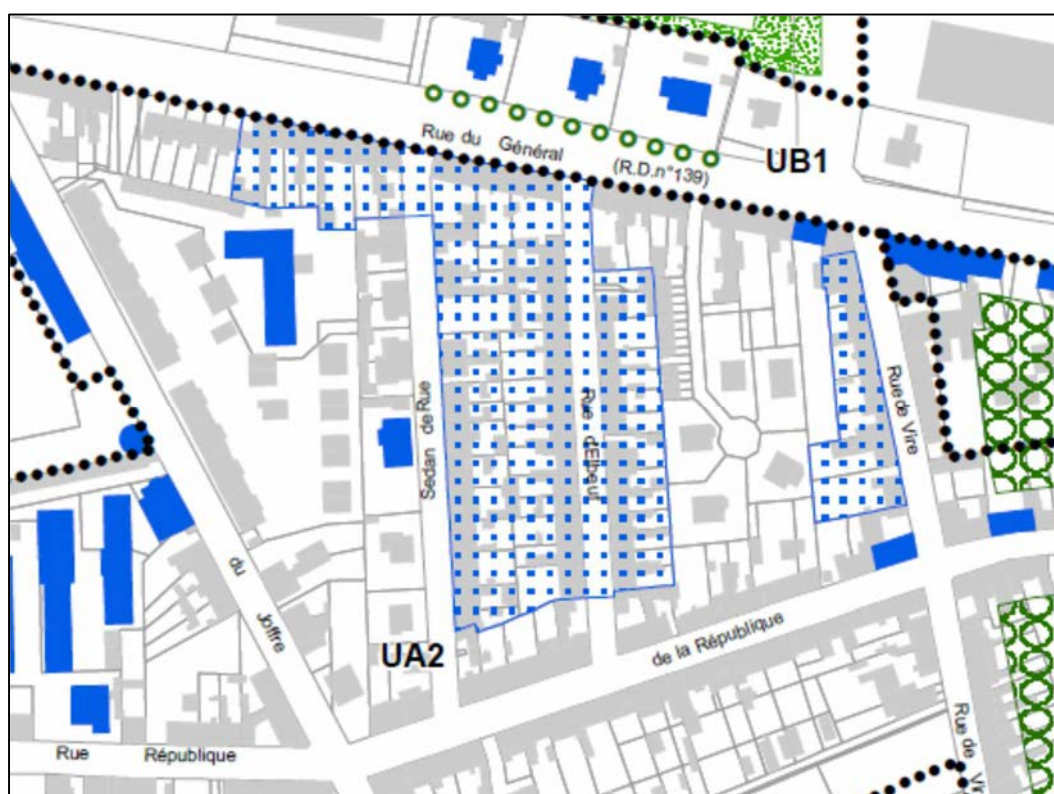 Rue du Général
(R.D.n°139)
UB1
Sedan de Rue
Rue d'Elbeuf
Rue de Vire
du
Joffre
UA2
de la République
Rue
République
Rue de Vir